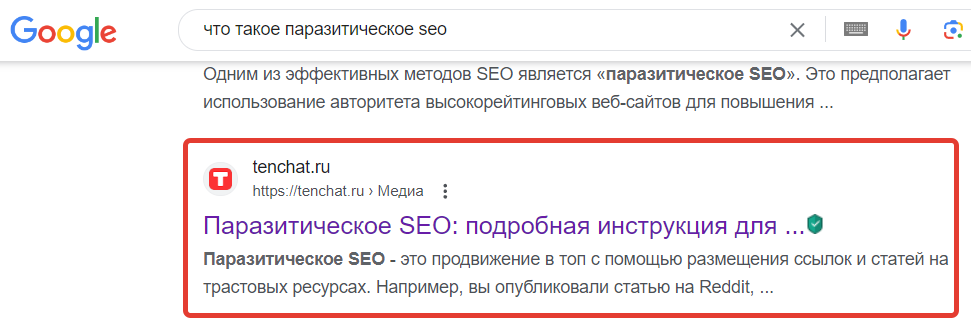 Google
что такое паразитическое seo
Одним из эффективных методов SEO является «паразитическое SEO». Это предполагает
использование авторитета высокорейтинговых веб-сайтов для повышения ...
T
tenchat.ru
https://tenchat.ru › Медиа
Паразитическое SEO: подробная инструкция для ...
Паразитическое SEO - это продвижение в топ с помощью размещения ссылок и статей на
трастовых ресурсах. Например, вы опубликовали статью на Reddit, ...